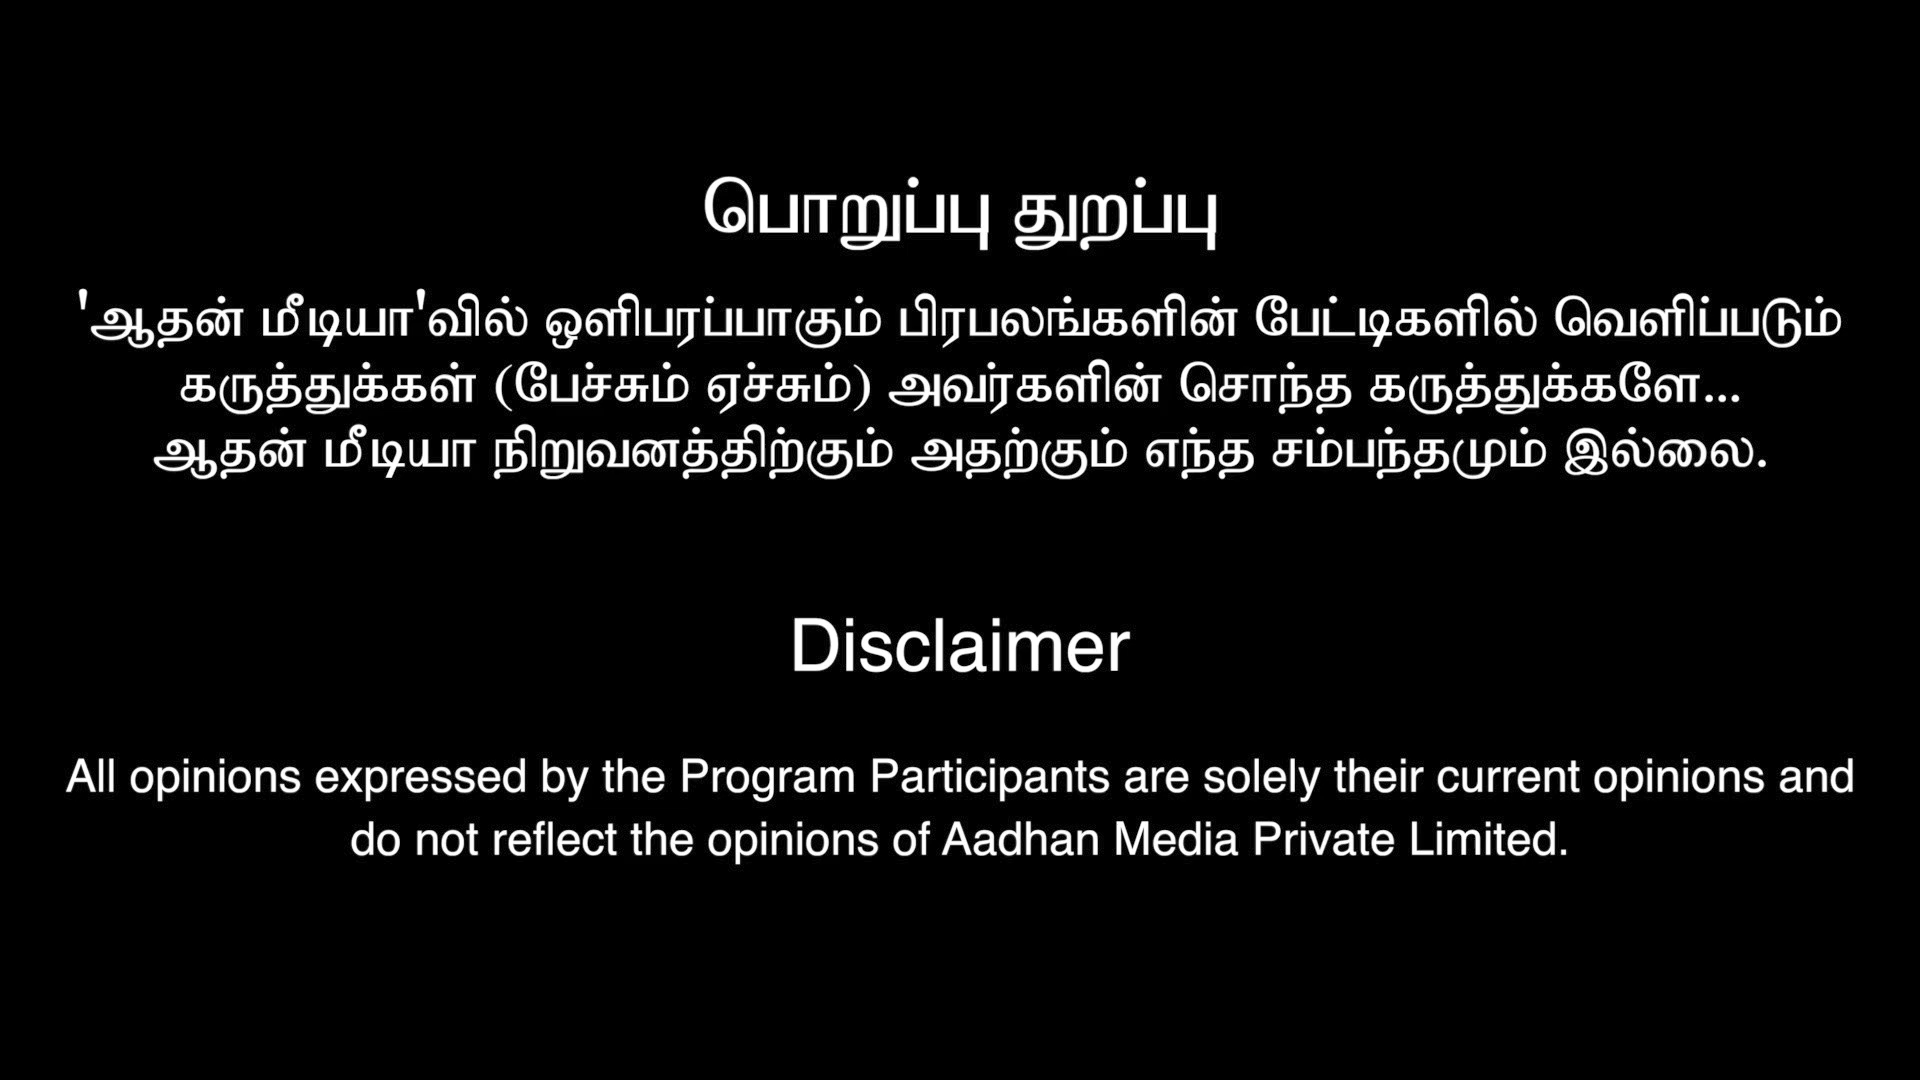 பொறுப்பு துறப்பு
'ஆதன் மீடியா'வில் ஒளிபரப்பாகும் பிரபலங்களின் பேட்டிகளில் வெளிப்படும்
கருத்துக்கள் (பேச்சும் ஏச்சும்) அவர்களின் சொந்த கருத்துக்களே...
ஆதன் மீடியா நிறுவனத்திற்கும் அதற்கும் எந்த சம்பந்தமும் இல்லை.
Disclaimer
All opinions expressed by the Program Participants are solely their current opinions and
do not reflect the opinions of Aadhan Media Private Limited.